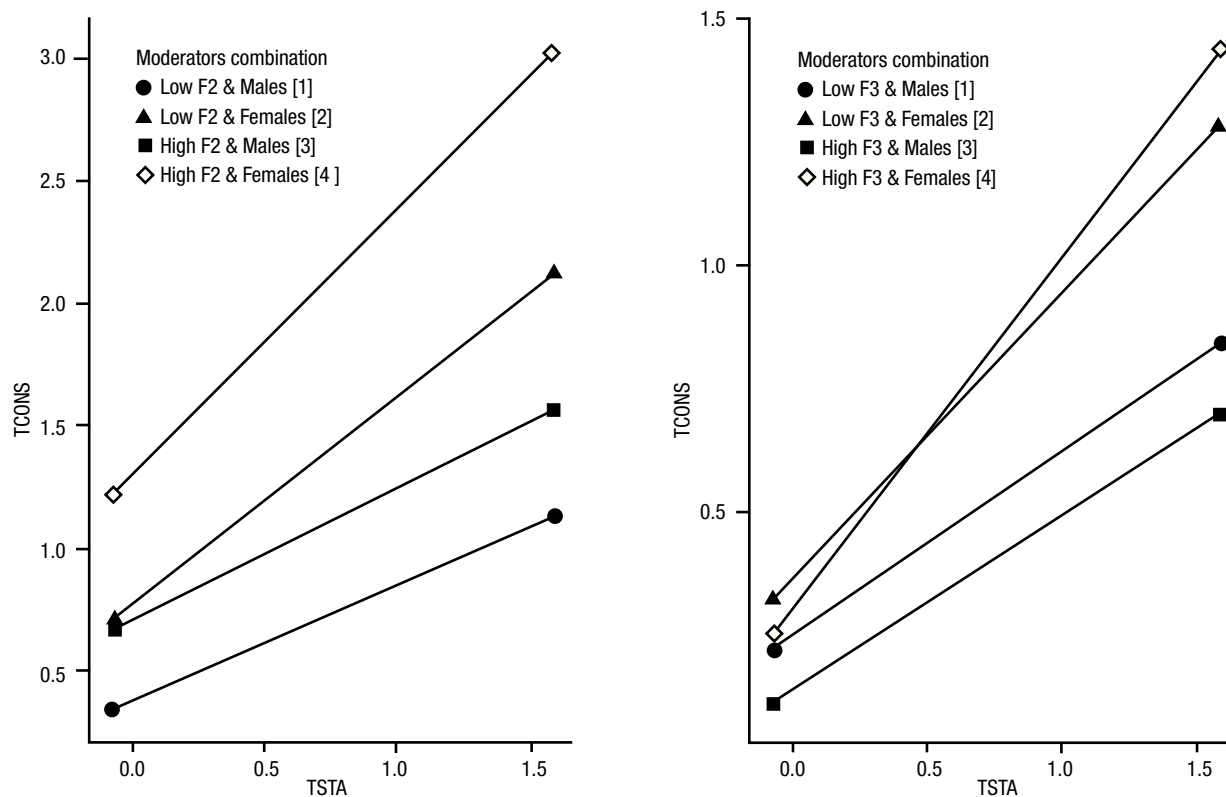 3.0
2.5
2.0
1.5
1.0
0.5
TCONS
Moderators combination
Low F2 & Males [1]
Low F2 & Females [2]
High F2 & Males [3]
High F2 & Females [4 ]
0.0 0.5 1.0 1.5
TSTA
1.5
1.0
0.5
TCONS
Moderators combination
Low F3 & Males [1]
Low F3 & Females [2]
High F3 & Males [3]
High F3 & Females [4]
0.0 0.5 1.0 1.5
TSTA